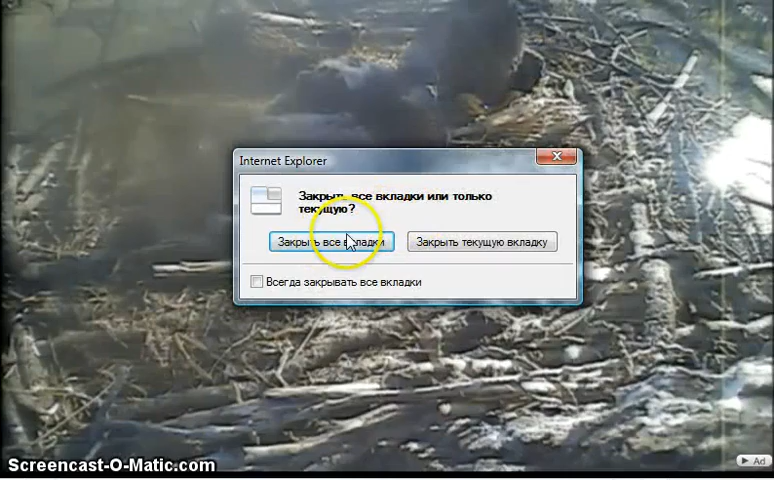 Internet Explorer
Закрыть все вкладки или только
текущую?
Закрыть все вкладки
Закрыть текущую вкладку
Всегда закрывать все вкладки
Ad
Screencast-O-Matic.com